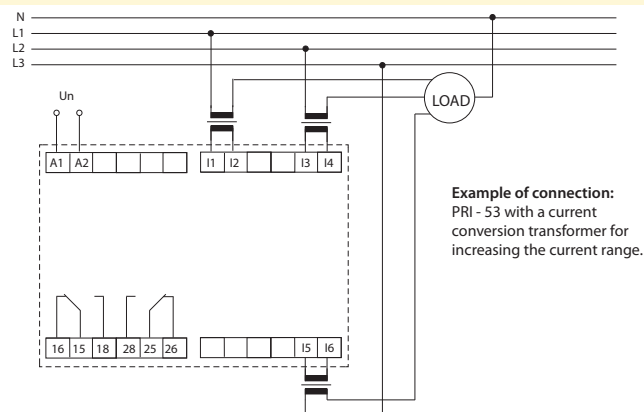 N
L1
L2
L3
Un
LOAD
A1 A2 I1 I2 I3 I4
Example of connection:
PRI - 53 with a current
conversion transformer for
increasing the current range.
16 15 18 28 25 26 I5 I6